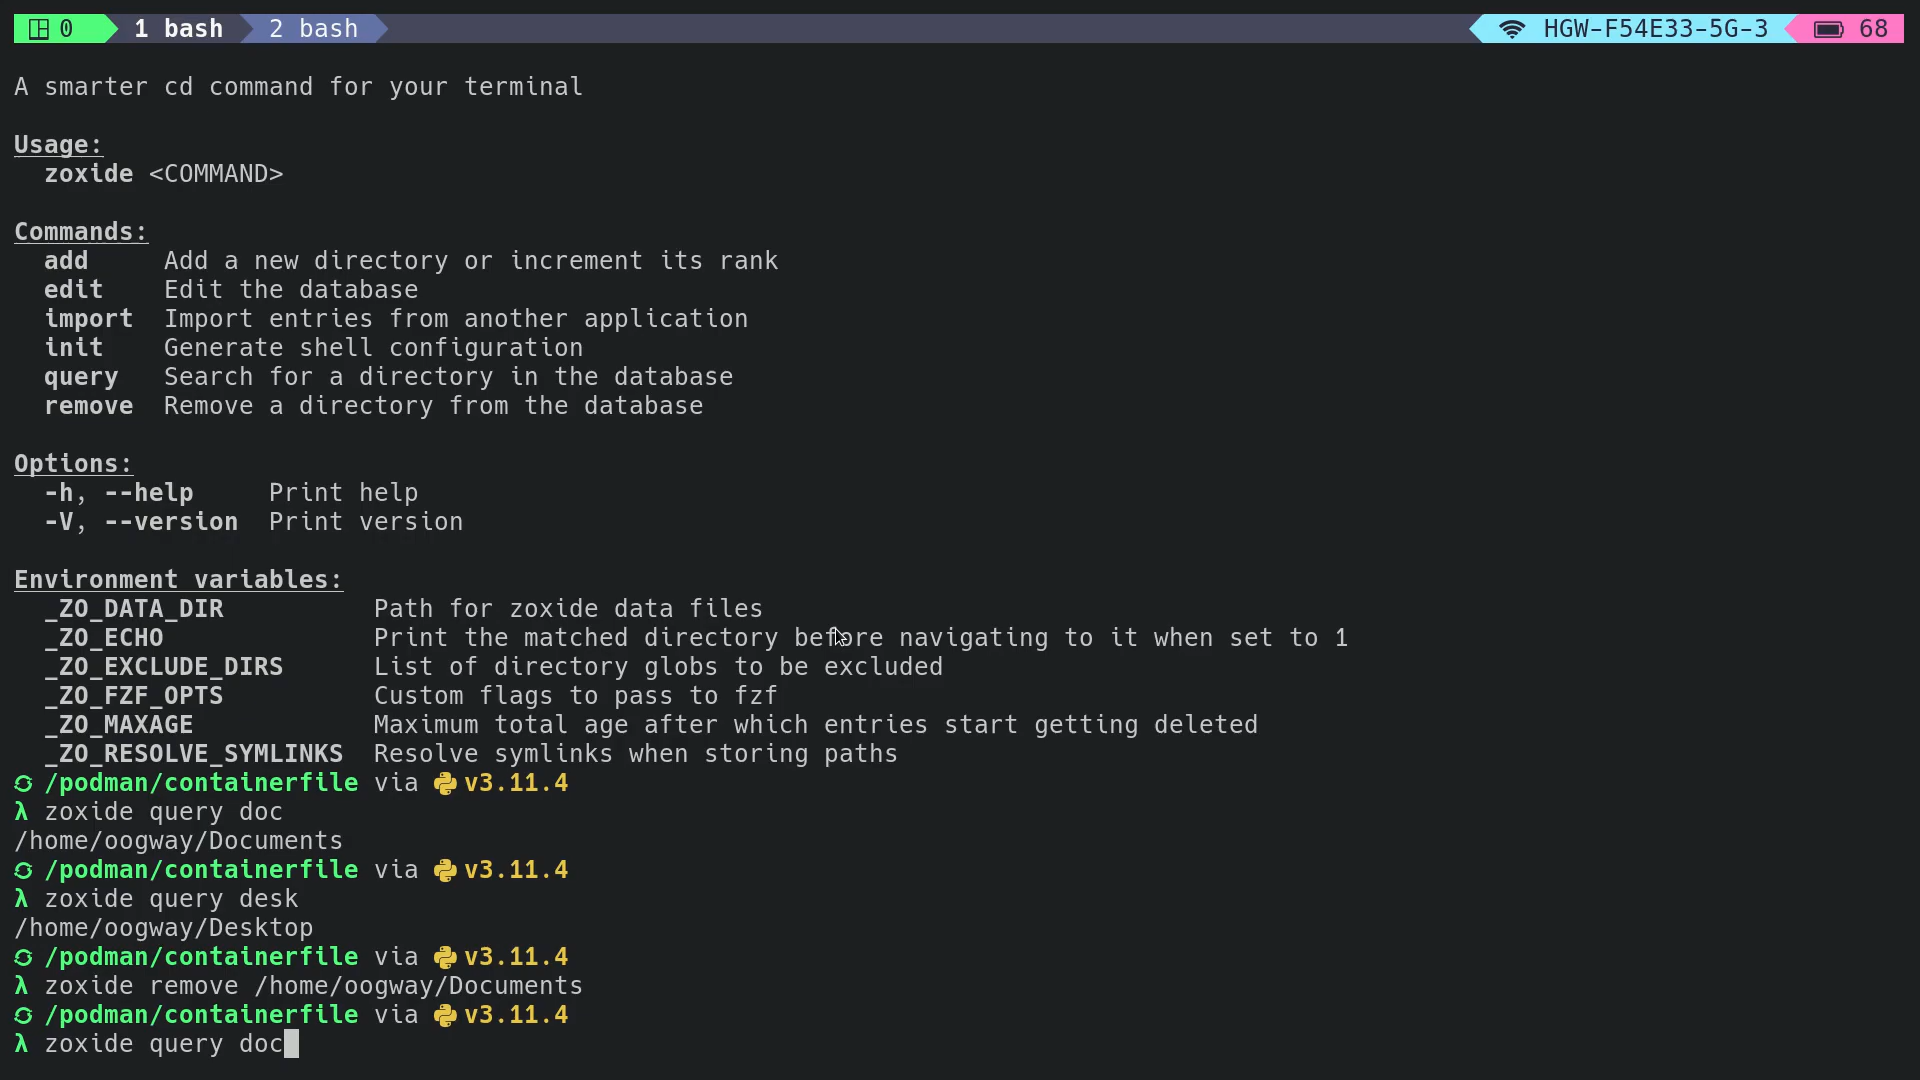 0 1 bash 2 bash HGW-F54E33-5G-3 68
A smarter cd command for your terminal
Usage:
zoxide <COMMAND>
Commands:
add Add a new directory or increment its rank
edit Edit the database
import Import entries from another application
init Generate shell configuration
query Search for a directory in the database
remove Remove a directory from the database
Options:
-h, --help Print help
-V, --version Print version
Environment variables:
_ZO_DATA_DIR Path for zoxide data files
_ZO_ECHO Print the matched directory before navigating to it when set to 1
_ZO_EXCLUDE_DIRS List of directory globs to be excluded
_ZO_FZF_OPTS Custom flags to pass to fzf
_ZO_MAXAGE Maximum total age after which entries start getting deleted
_ZO_RESOLVE_SYMLINKS Resolve symlinks when storing paths
/podman/containerfile via v3.11.4
λ zoxide query doc
/home/oogway/Documents
/podman/containerfile via v3.11.4
λ zoxide query desk
/home/oogway/Desktop
/podman/containerfile via v3.11.4
λ zoxide remove /home/oogway/Documents
/podman/containerfile via v3.11.4
λ zoxide query doc